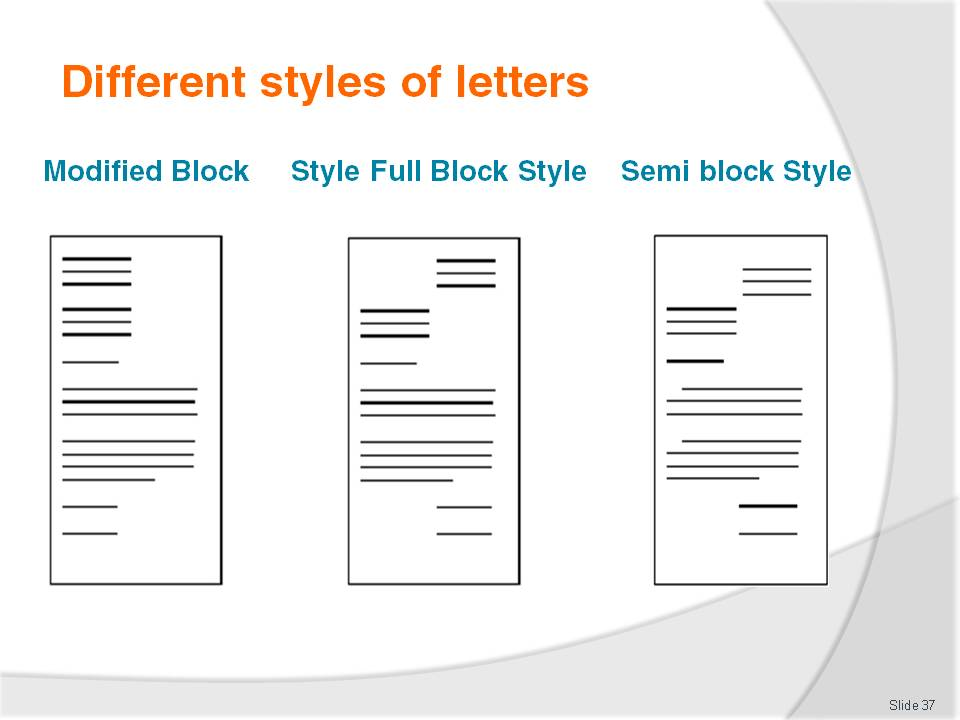 Different styles of letters
Modified Block Style Full Block Style Semi block Style
Slide 37